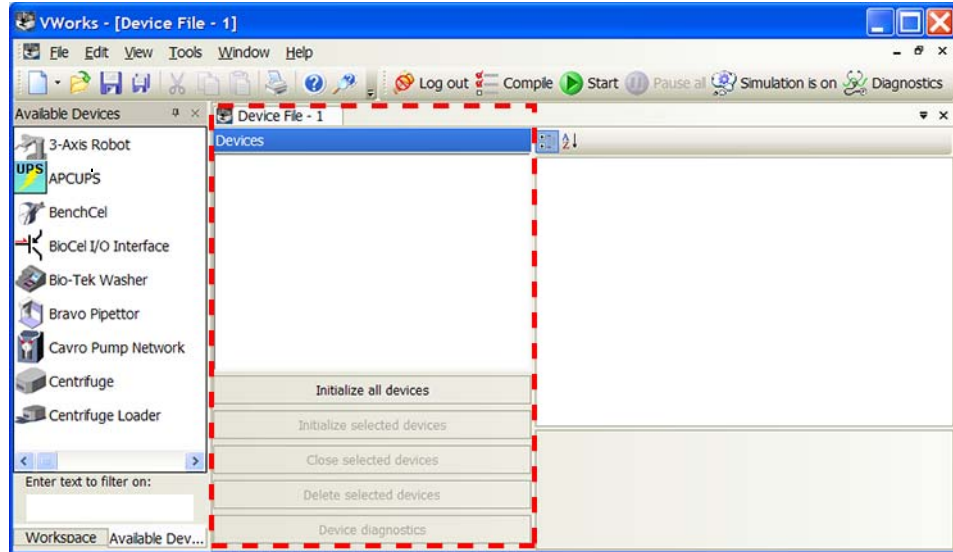 VWorks - [Device File - 1]
File Edit View Tools Window Help
Log out Compile Start Pause all Simulation is on Diagnostics
Available Devices
Device File - 1
Devices
3-Axis Robot
UPS
APCUPS
BenchCel
BioCel I/O Interface
Bio-Tek Washer
Bravo Pipettor
Cavro Pump Network
Centrifuge
Centrifuge Loader
Initialize all devices
Initialize selected devices
Close selected devices
Delete selected devices
Device diagnostics
Enter text to filter on:
Workspace Available Dev...